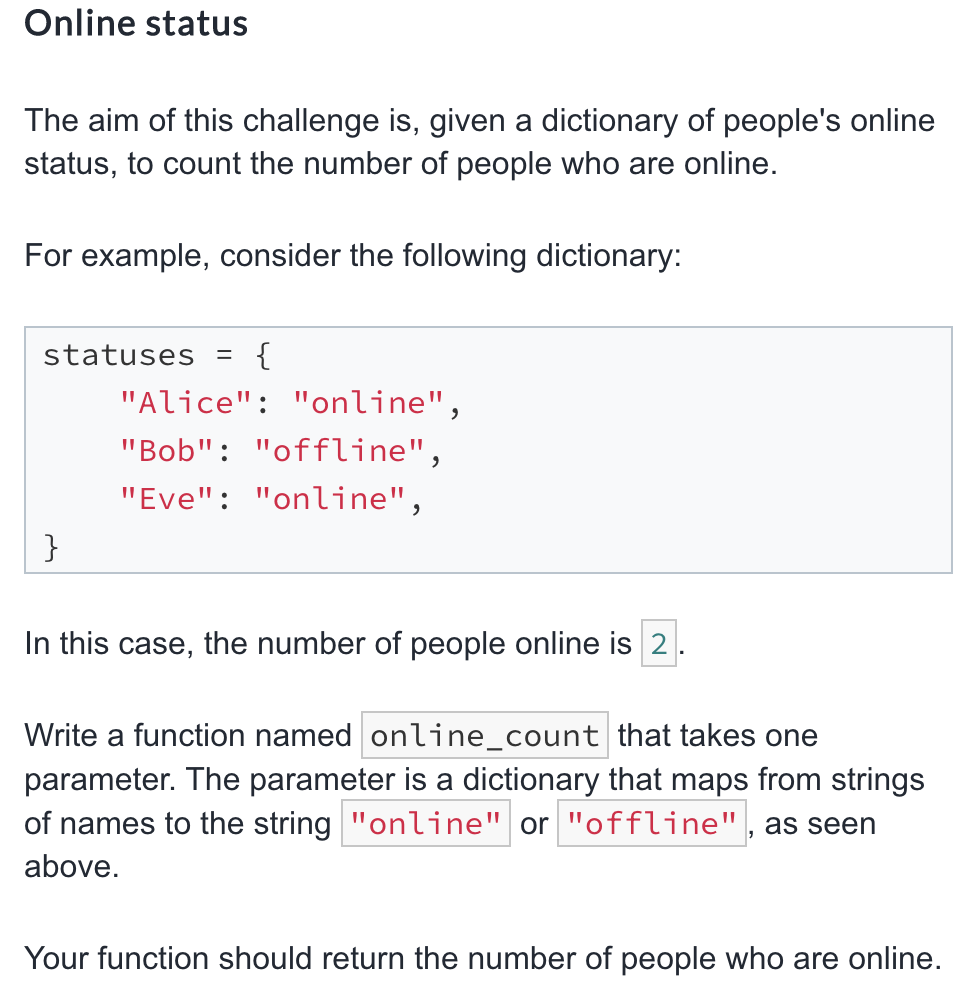 Online status
The aim of this challenge is, given a dictionary of people's online
status, to count the number of people who are online.
For example, consider the following dictionary:
statuses = {
    "Alice": "online",
    "Bob": "offline",
    "Eve": "online",
}
In this case, the number of people online is 2.
Write a function named online_count that takes one
parameter. The parameter is a dictionary that maps from strings
of names to the string "online" or "offline", as seen
above.
Your function should return the number of people who are online.